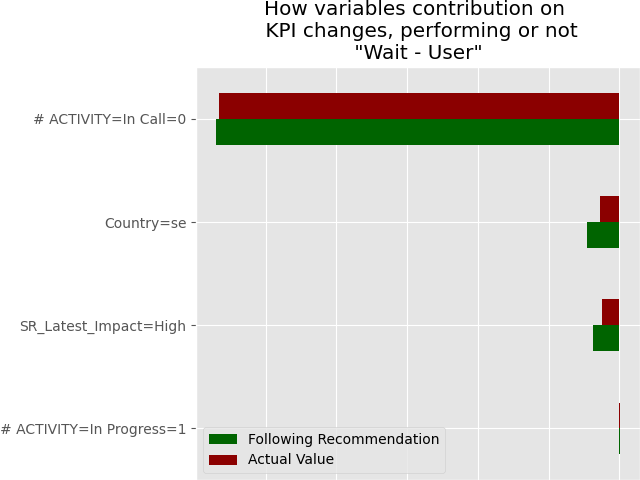 How variables contribution on
KPI changes, performing or not
"Wait - User"
# ACTIVITY=In Call=0
Country=se
SR_Latest_Impact=High
# ACTIVITY=In Progress=1
Following Recommendation
Actual Value